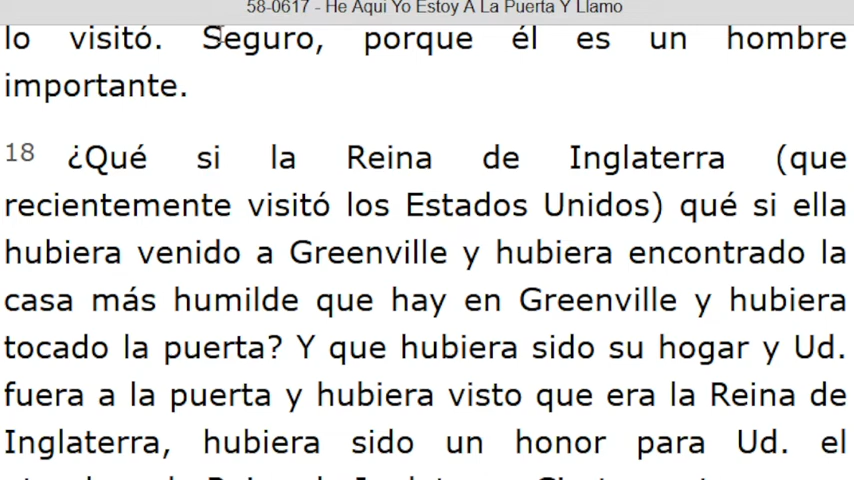 58-0617 - He Aqui Yo Estoy A La Puerta Y Llamo
lo visitó. Seguro, porque él es un hombre
importante.
18 ¿Qué si la Reina de Inglaterra (que
recientemente visitó los Estados Unidos) qué si ella
hubiera venido a Greenville y hubiera encontrado la
casa más humilde que hay en Greenville y hubiera
tocado la puerta? Y que hubiera sido su hogar y Ud.
fuera a la puerta y hubiera visto que era la Reina de
Inglaterra, hubiera sido un honor para Ud. el